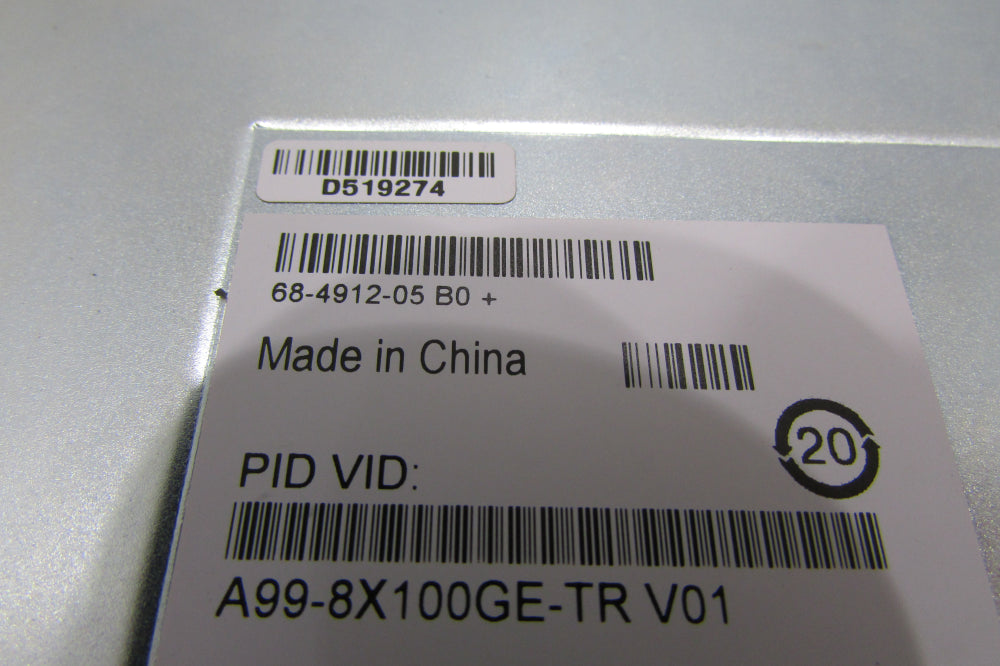 D519274
68-4912-05 B0 +
Made in China
20
PID VID:
A99-8X100GE-TR V01